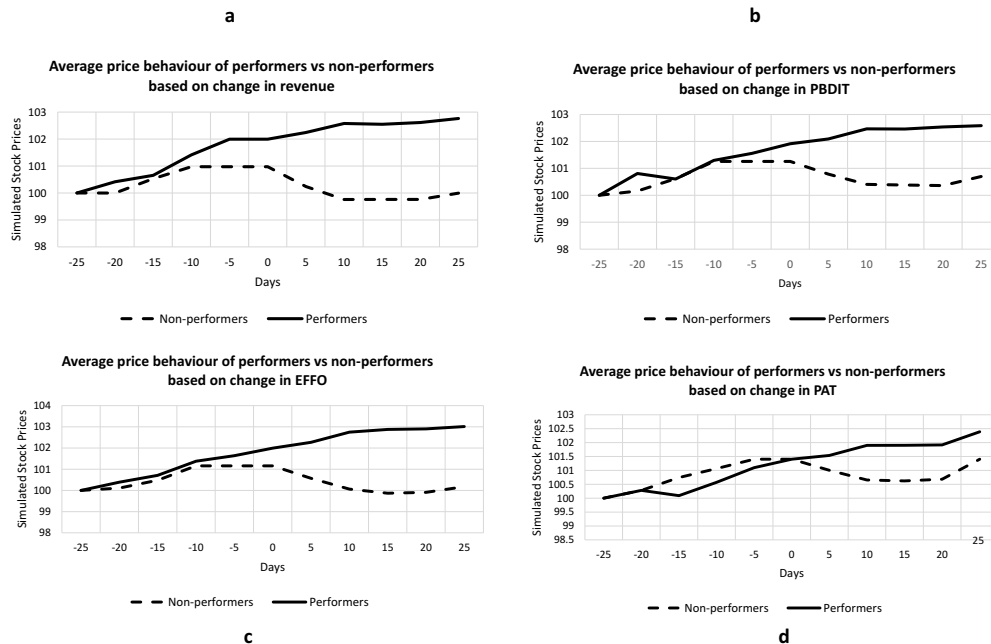 a
Average price behaviour of performers vs non-performers
based on change in revenue
103
102
101
100
99
98
Simulated Stock Prices
-25 -20 -15 -10 -5 0 5 10 15 20 25
Days
Non-performers Performers
b
Average price behaviour of performers vs non-performers
based on change in PBDIT
103
102
101
100
99
98
Simulated Stock Prices
-25 -20 -15 -10 -5 0 5 10 15 20 25
Days
Non-performers Performers
Average price behaviour of performers vs non-performers
based on change in EFFO
104
103
102
101
100
99
98
Simulated Stock Prices
-25 -20 -15 -10 -5 0 5 10 15 20 25
Days
Non-performers Performers
c
Average price behaviour of performers vs non-performers
based on change in PAT
103
102.5
102
101.5
101
100.5
100
99.5
99
98.5
Simulated Stock Prices
-25 -20 -15 -10 -5 0 5 10 15 20 25
Days
Non-performers Performers
d